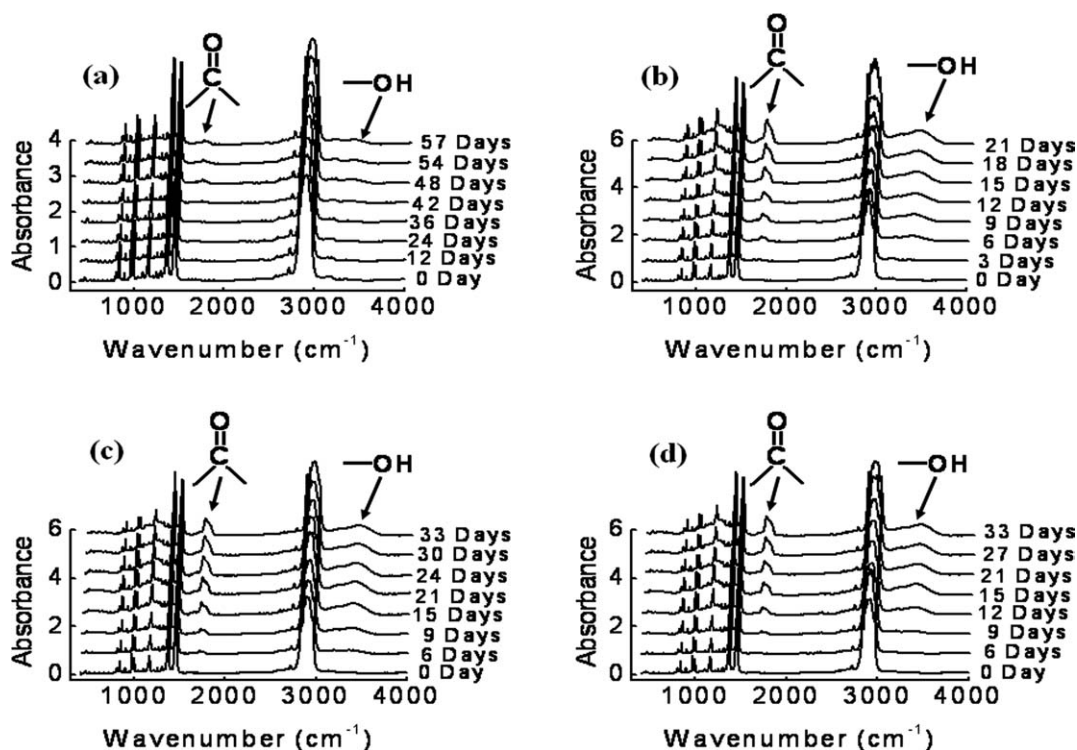 (a)
O
C
—OH
Absorbance
4
3
2
1
0
57 Days
54 Days
48 Days
42 Days
36 Days
24 Days
12 Days
0 Day
1000 2000 3000 4000
Wavenumber (cm⁻¹)
(b)
O
C
—OH
Absorbance
6
4
2
0
21 Days
18 Days
15 Days
12 Days
9 Days
6 Days
3 Days
0 Day
1000 2000 3000 4000
Wavenumber (cm⁻¹)
(c)
O
C
—OH
Absorbance
6
4
2
0
33 Days
30 Days
24 Days
21 Days
15 Days
9 Days
6 Days
0 Day
1000 2000 3000 4000
Wavenumber (cm⁻¹)
(d)
O
C
—OH
Absorbance
6
4
2
0
33 Days
27 Days
21 Days
15 Days
12 Days
9 Days
6 Days
0 Day
1000 2000 3000 4000
Wavenumber (cm⁻¹)